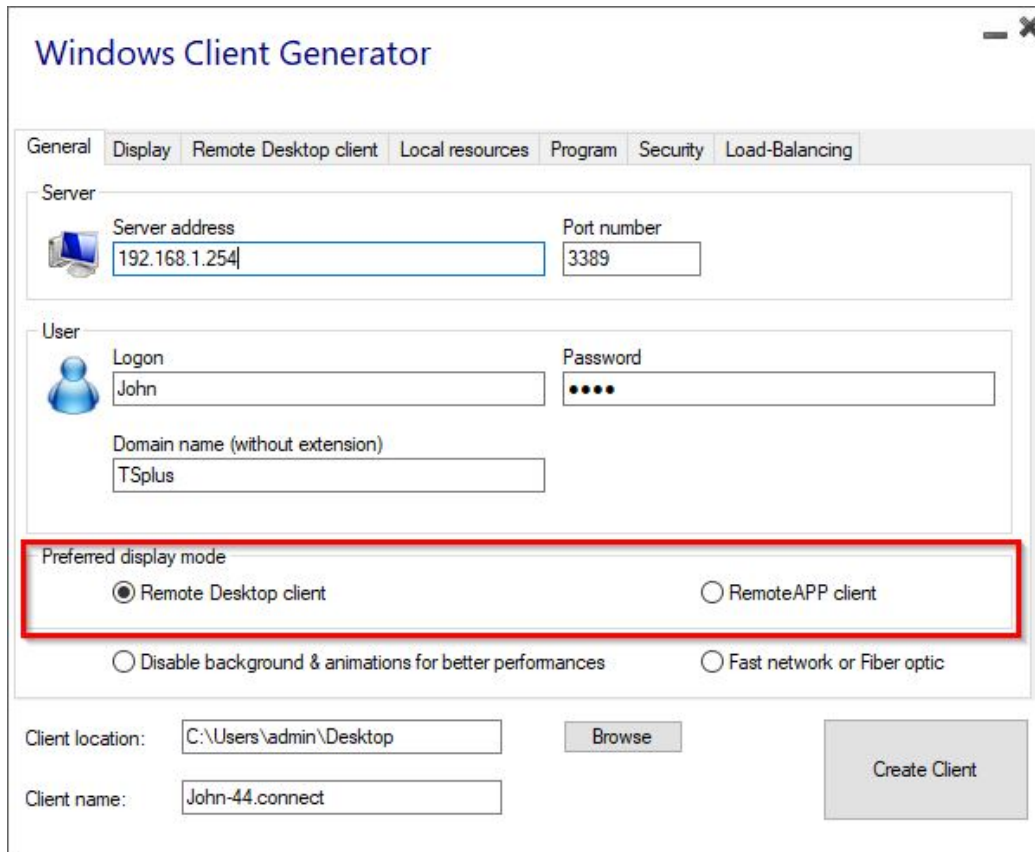 Windows Client Generator
General Display Remote Desktop client Local resources Program Security Load-Balancing
Server
Server address Port number
192.168.1.254 3389
User
Logon Password
John ●●●●
Domain name (without extension)
TSplus
Preferred display mode
Remote Desktop client RemoteAPP client
Disable background & animations for better performances Fast network or Fiber optic
Client location: C:\Users\admin\Desktop Browse
Create Client
Client name: John-44.connect